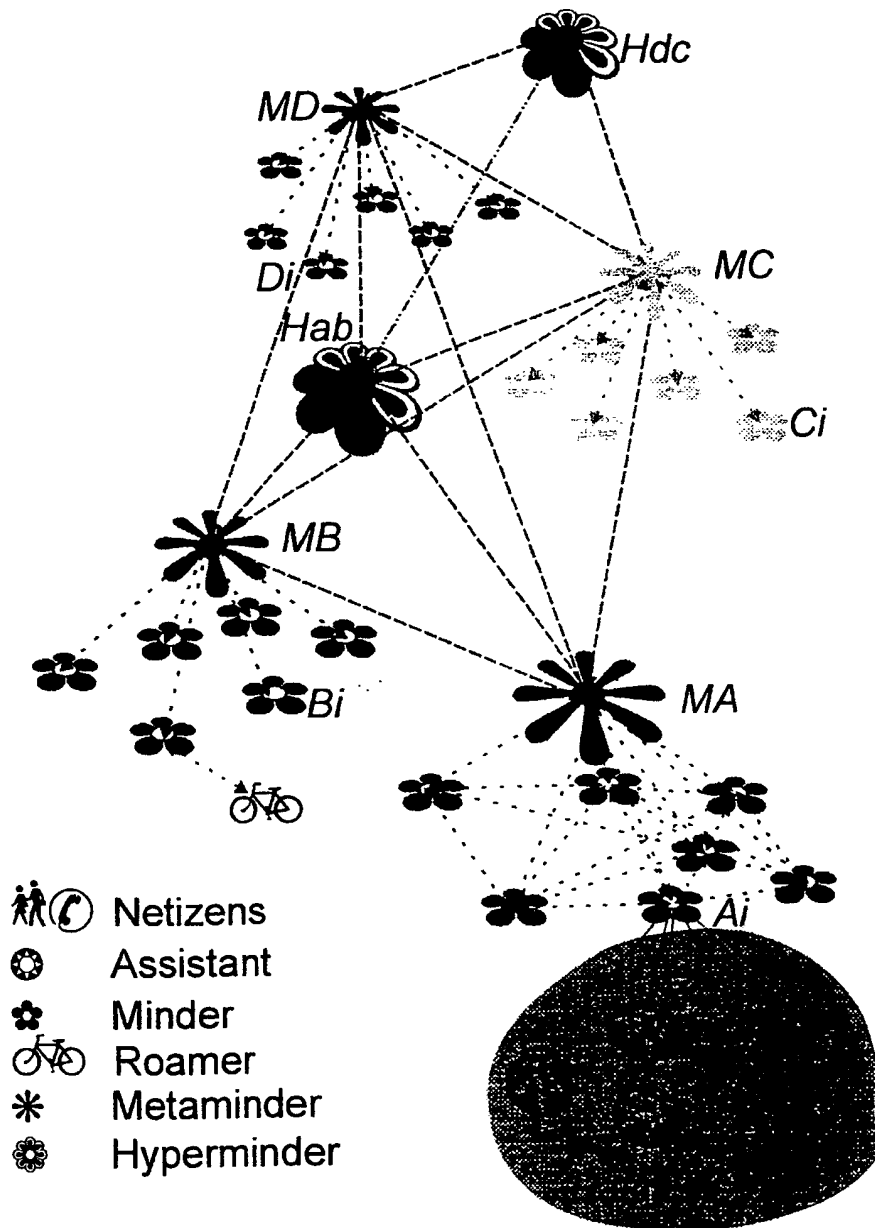 Hdc
MD
Di
MC
Hab
Ci
MB
Bi
MA
Ai
Netizens
Assistant
Minder
Roamer
Metaminder
Hyperminder